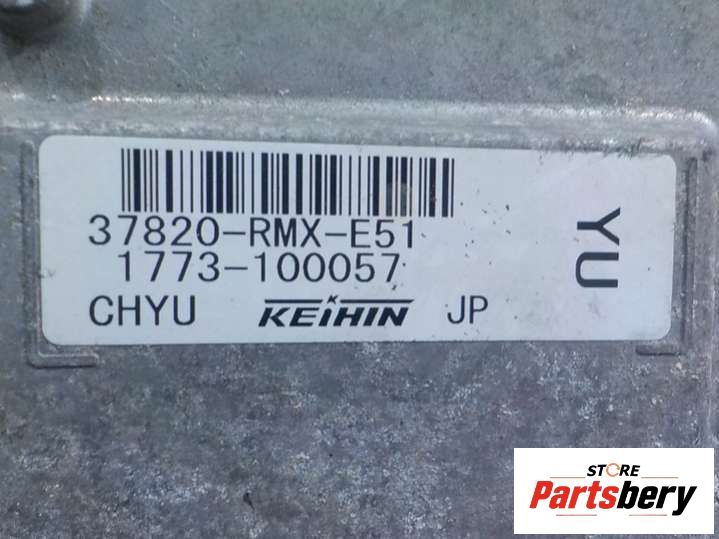 37820-RMX-E51
1773-100057
CHYU KEIHIN JP
YU
STORE
Partsbery